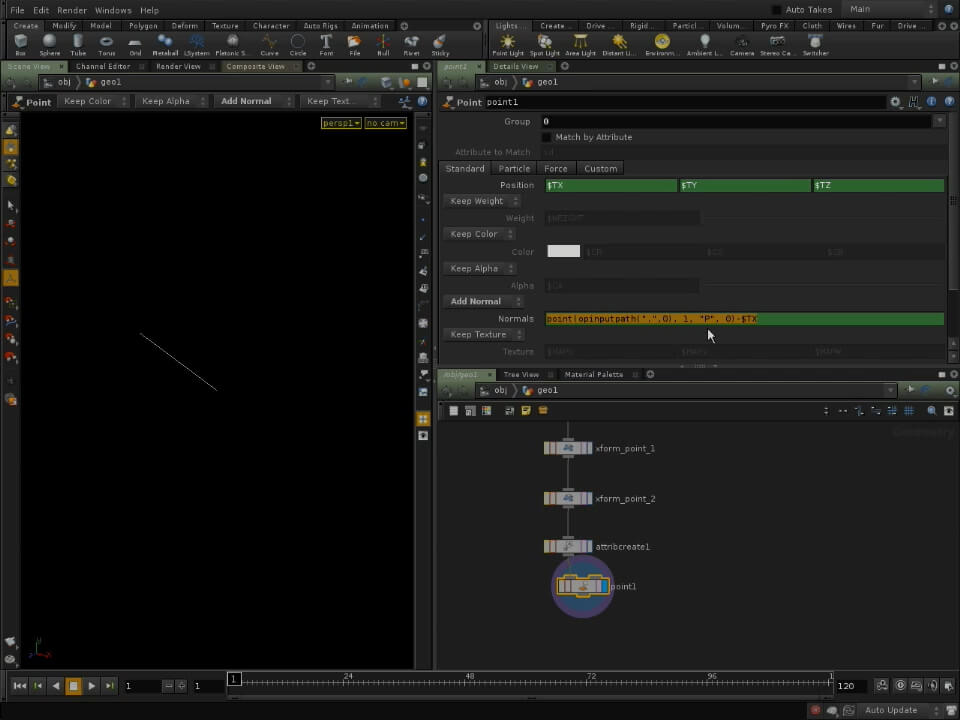 File Edit Render Windows Help
Auto Takes Main
Create Modify Model Polygon Deform Texture Character Auto Rigs Animation
Lights... Create ... Drive ... Rigid... Particl... Volum... Pyro FX Cloth Wires Fur Drive ...
Box Sphere Tube Torus Grid Metaball LSystem Platonic S... Curve Circle Font File Null Rivet Sticky
Point Light Spot Light Area Light Distant L... Environ... Sky Light Camera Stereo Ca... Switcher
Scene View Channel Editor Render View Composite View
point1 Details View
obj geo1
obj geo1
Point Keep Color Keep Alpha Add Normal Keep Text...
Point point1
persp1 no cam
Group 0
Match by Attribute
Attribute to Match id
Standard Particle Force Custom
Position $TX $TY $TZ
Keep Weight
Weight $WEIGHT
Keep Color
Color $CR $CG $CB
Keep Alpha
Alpha $CA
Add Normal
Normals point(opinputpath(".",0), 1, "P", 0)-$TX
Keep Texture
Texture $MAPU $MAPV $MAPW
/obj/geo1 Tree View Material Palette
obj geo1
Geometry
xform_point_1
xform_point_2
attribcreate1
point1
1 1 1 24 48 72 96 1 120
Auto Update